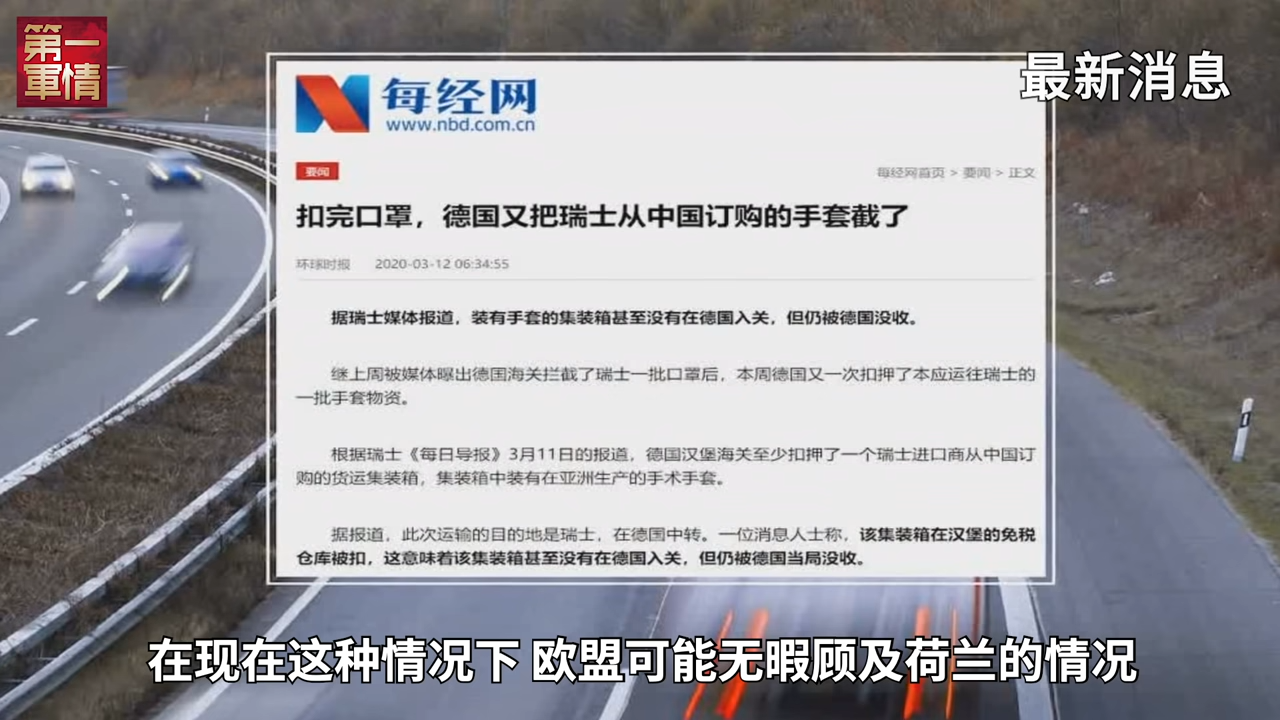 第一
軍情
最新消息
每经网
www.nbd.com.cn
要闻
每经网首页 > 要闻 > 正文
扣完口罩，德国又把瑞士从中国订购的手套截了
环球时报 2020-03-12 06:34:55
据瑞士媒体报道，装有手套的集装箱甚至没有在德国入关，但仍被德国没收。
继上周被媒体曝出德国海关拦截了瑞士一批口罩后，本周德国又一次扣押了本应运往瑞士的
一批手套物资。
根据瑞士《每日导报》3月11日的报道，德国汉堡海关至少扣押了一个瑞士进口商从中国订
购的货运集装箱，集装箱中装有在亚洲生产的手术手套。
据报道，此次运输的目的地是瑞士，在德国中转。一位消息人士称，该集装箱在汉堡的免税
仓库被扣，这意味着该集装箱甚至没有在德国入关，但仍被德国当局没收。
在现在这种情况下 欧盟可能无暇顾及荷兰的情况